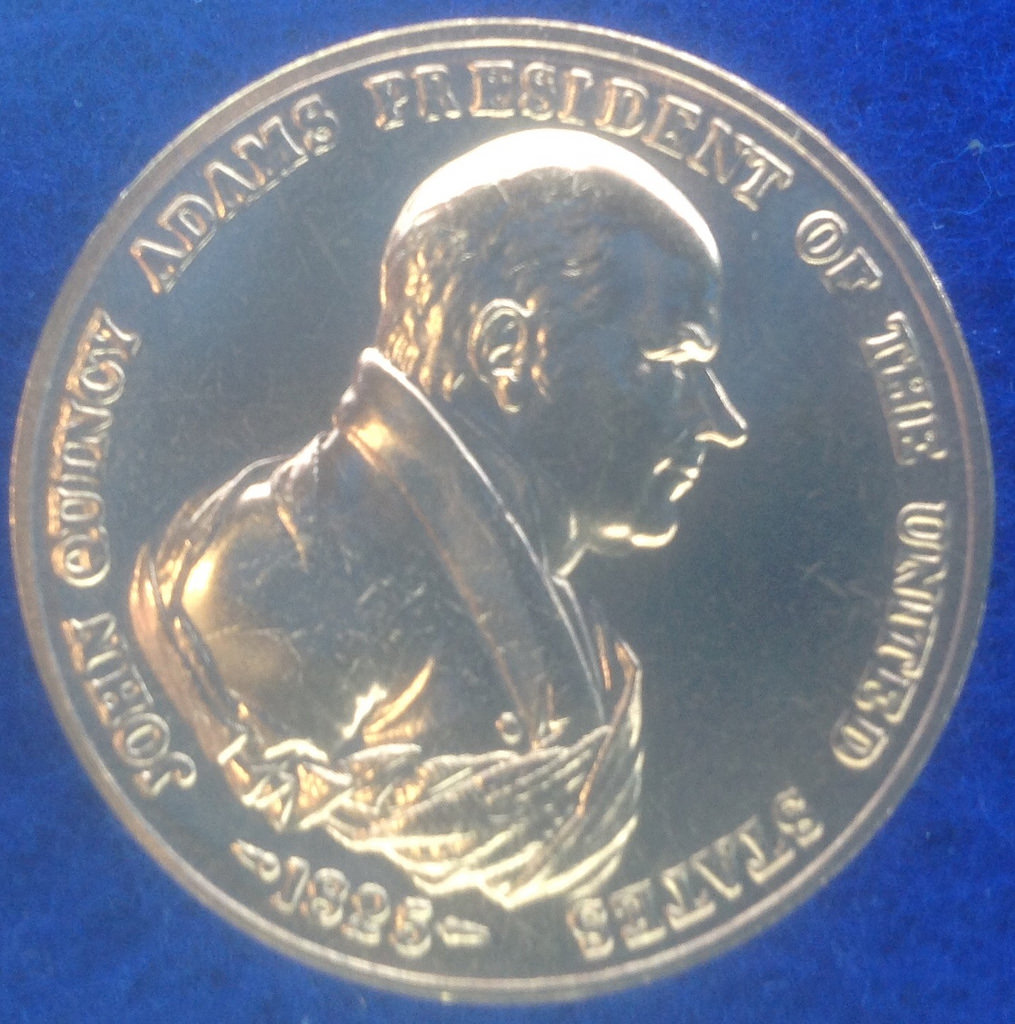 JOHN QUINCY ADAMS PRESIDENT OF THE UNITED STATES
1825